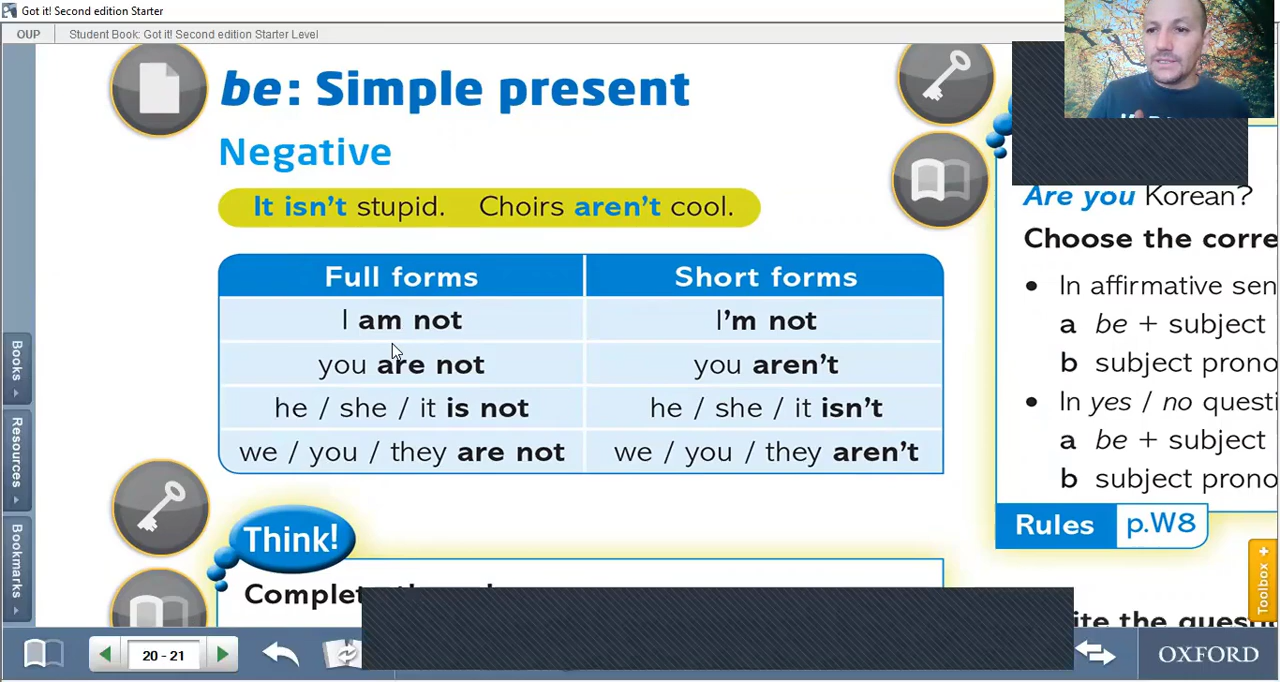 Got it! Second edition Starter
OUP Student Book: Got it! Second edition Starter Level
be: Simple present
Negative
It isn't stupid. Choirs aren't cool.
Full forms Short forms
I am not I'm not
you are not you aren't
he / she / it is not he / she / it isn't
we / you / they are not we / you / they aren't
Think!
Are you Korean?
Choose the corre
In affirmative sen
a be + subject
b subject prono
• In yes / no questi
a be + subject
b subject prono
Rules p.W8
Books
Resources
Bookmarks
Toolbox +
20 - 21
OXFORD